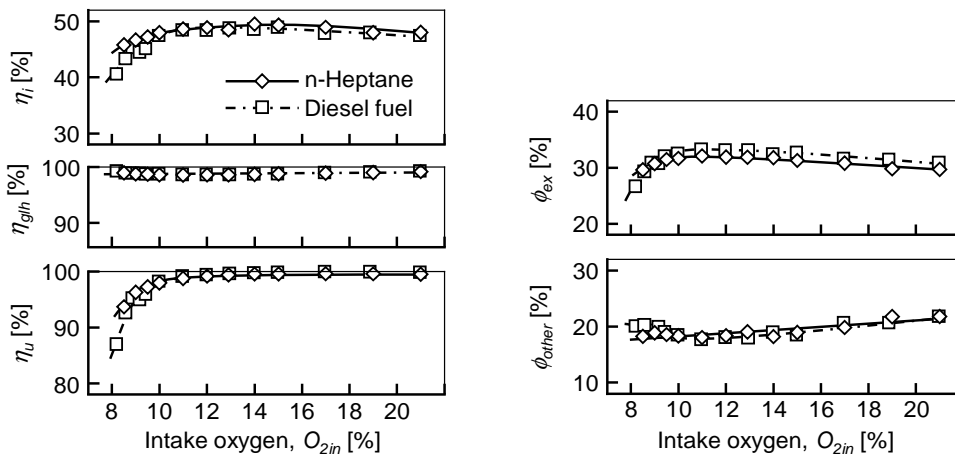 50
40
30
η_i [%]
n-Heptane
Diesel fuel
100
90
η_glh [%]
100
90
80
η_u [%]
8 10 12 14 16 18 20
Intake oxygen, O_2in [%]
40
30
20
ϕ_ex [%]
30
20
10
ϕ_other [%]
8 10 12 14 16 18 20
Intake oxygen, O_2in [%]